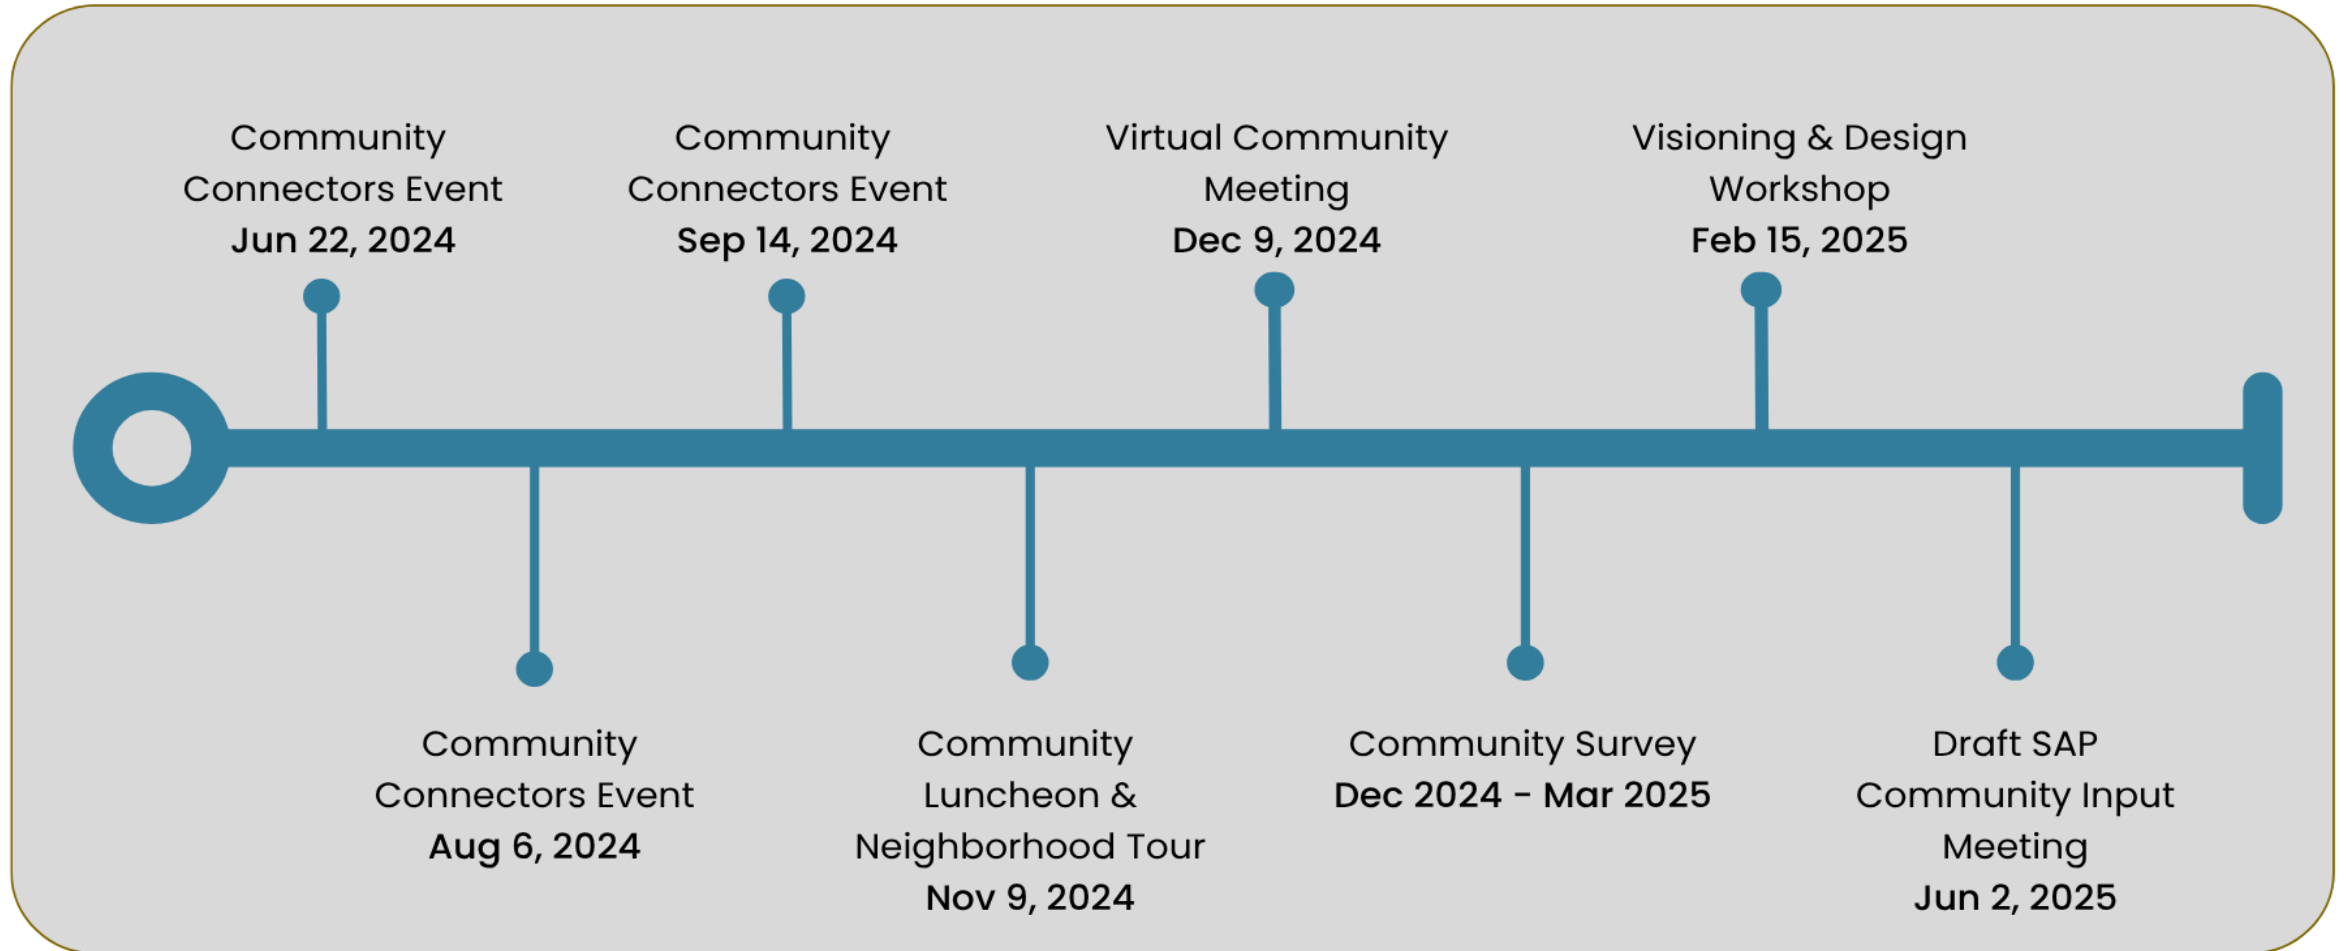 Community
Connectors Event
Jun 22, 2024
Community
Connectors Event
Sep 14, 2024
Virtual Community
Meeting
Dec 9, 2024
Visioning & Design
Workshop
Feb 15, 2025
Community
Connectors Event
Aug 6, 2024
Community
Luncheon &
Neighborhood Tour
Nov 9, 2024
Community Survey
Dec 2024 - Mar 2025
Draft SAP
Community Input
Meeting
Jun 2, 2025